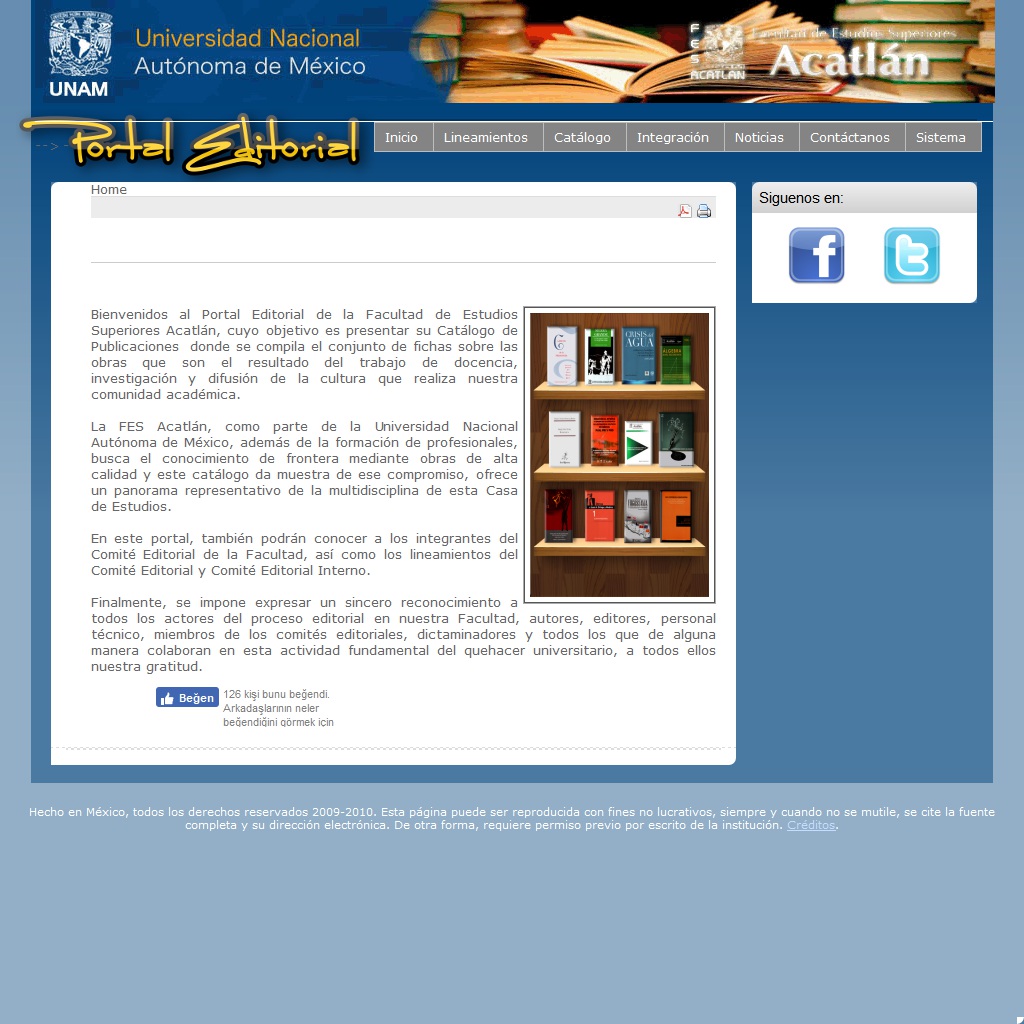 Universidad Nacional
Autónoma de México
UNAM
FES
ACATLÁN
Facultad de Estudios Superiores
Acatlán
Portal Editorial
-->
Inicio
Lineamientos
Catálogo
Integración
Noticias
Contáctanos
Sistema
Home
Siguenos en:
Bienvenidos al Portal Editorial de la Facultad de Estudios
Superiores Acatlán, cuyo objetivo es presentar su Catálogo de
Publicaciones donde se compila el conjunto de fichas sobre las
obras que son el resultado del trabajo de docencia,
investigación y difusión de la cultura que realiza nuestra
comunidad académica.
La FES Acatlán, como parte de la Universidad Nacional
Autónoma de México, además de la formación de profesionales,
busca el conocimiento de frontera mediante obras de alta
calidad y este catálogo da muestra de ese compromiso, ofrece
un panorama representativo de la multidisciplina de esta Casa
de Estudios.
En este portal, también podrán conocer a los integrantes del
Comité Editorial de la Facultad, así como los lineamientos del
Comité Editorial y Comité Editorial Interno.
Finalmente, se impone expresar un sincero reconocimiento a
todos los actores del proceso editorial en nuestra Facultad, autores, editores, personal
técnico, miembros de los comités editoriales, dictaminadores y todos los que de alguna
manera colaboran en esta actividad fundamental del quehacer universitario, a todos ellos
nuestra gratitud.
CRISIS del
AGUA
Beğen
126 kişi bunu beğendi.
Arkadaşlarının neler
beğendiğini görmek için
Hecho en México, todos los derechos reservados 2009-2010. Esta página puede ser reproducida con fines no lucrativos, siempre y cuando no se mutile, se cite la fuente
completa y su dirección electrónica. De otra forma, requiere permiso previo por escrito de la institución. Créditos.